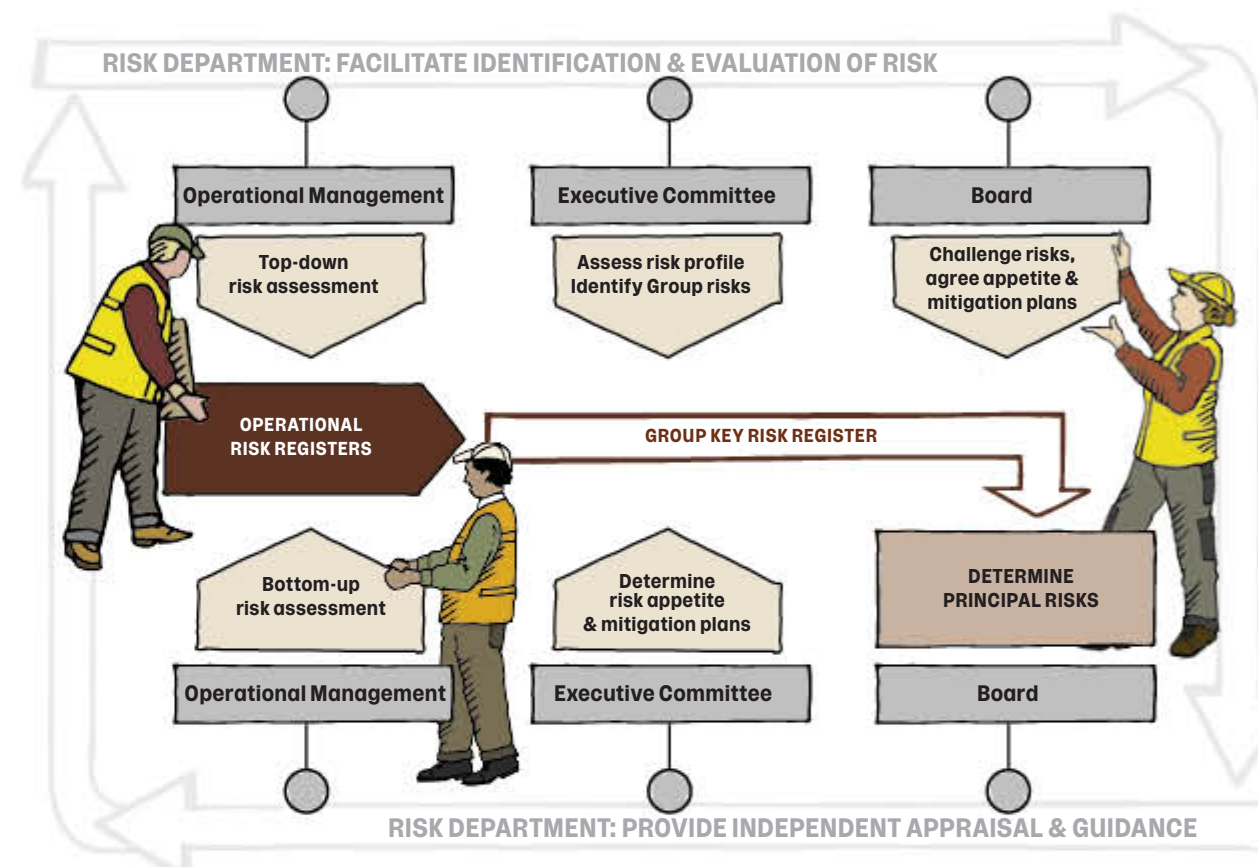 RISK DEPARTMENT: FACILITATE IDENTIFICATION & EVALUATION OF RISK
Operational Management
Executive Committee
Board
Top-down
risk assessment
Assess risk profile
Identify Group risks
Challenge risks,
agree appetite &
mitigation plans
OPERATIONAL
RISK REGISTERS
GROUP KEY RISK REGISTER
Bottom-up
risk assessment
Determine
risk appetite
& mitigation plans
DETERMINE
PRINCIPAL RISKS
Operational Management
Executive Committee
Board
RISK DEPARTMENT: PROVIDE INDEPENDENT APPRAISAL & GUIDANCE